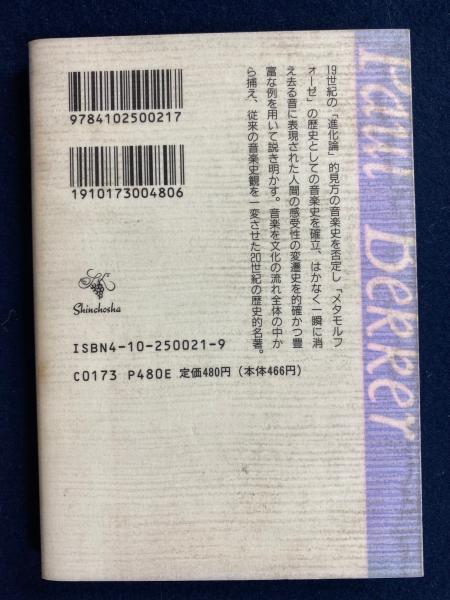 19世紀の「進化論」的見方の音楽史を否定し「メタモルフ
ォーゼ」の歴史としての音楽史を確立、はかなく一瞬に消
え去る音に表現された人間の感受性の変遷史を的確かつ豊
富な例を用いて説き明かす。音楽を文化の流れ全体の中か
ら捕え、従来の音楽史観を一変させた20世紀の歴史的名著。
9784102500217
1910173004806
Shinchosha
ISBN4-10-250021-9
C0173 P480E 定価480円(本体466円)
Paul Bekker